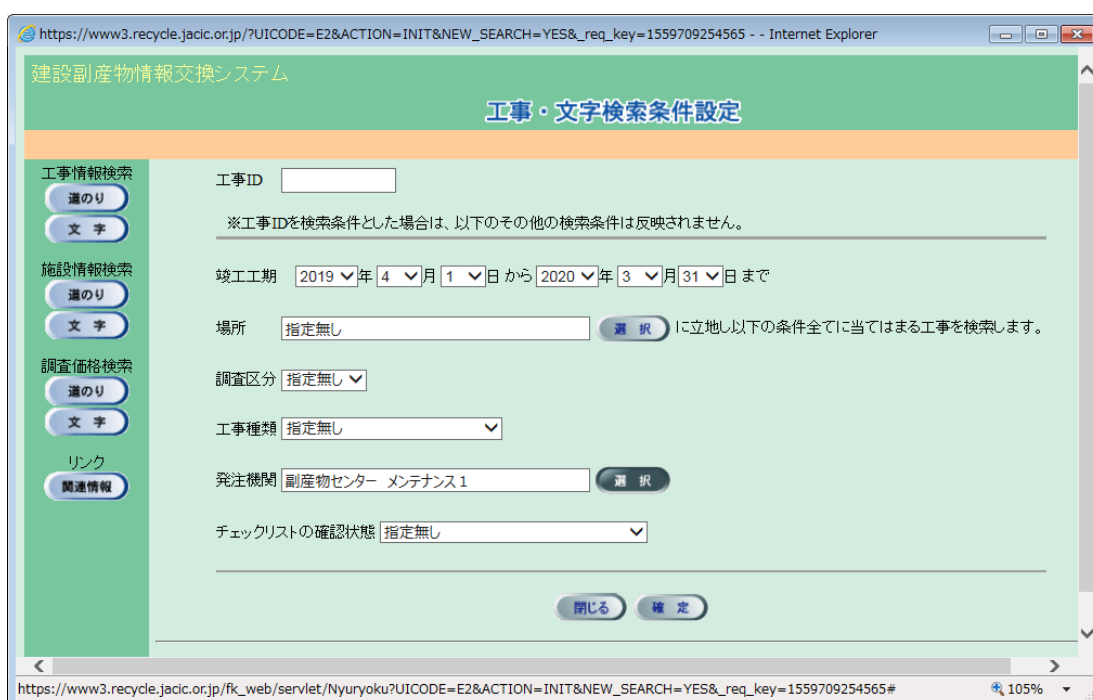 https://www3.recycle.jacic.or.jp/?UICODE=E2&ACTION=INIT&NEW_SEARCH=YES&_req_key=1559709254565 - - Internet Explorer
建設副産物情報交換システム
工事・文字検索条件設定
工事情報検索
道のり
文 字
施設情報検索
道のり
文 字
調査価格検索
道のり
文 字
リンク
関連情報
工事ID
※工事IDを検索条件とした場合は、以下のその他の検索条件は反映されません。
竣工工期 2019 年 4 月 1 日 から 2020 年 3 月 31 日 まで
場所 指定無し 選 択 に立地し以下の条件全てに当てはまる工事を検索します。
調査区分 指定無し
工事種類 指定無し
発注機関 副産物センター メンテナンス1 選 択
チェックリストの確認状態 指定無し
閉じる 確 定
https://www3.recycle.jacic.or.jp/fk_web/servlet/Nyuryoku?UICODE=E2&ACTION=INIT&NEW_SEARCH=YES&_req_key=1559709254565# 105%